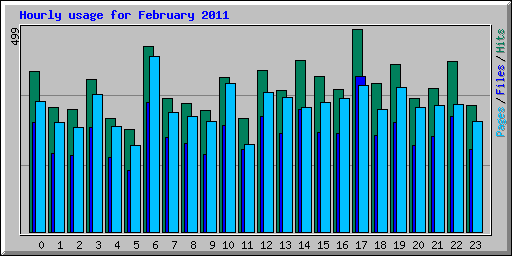 Hourly usage for February 2011
499
Pages / Files / Hits
0 1 2 3 4 5 6 7 8 9 10 11 12 13 14 15 16 17 18 19 20 21 22 23